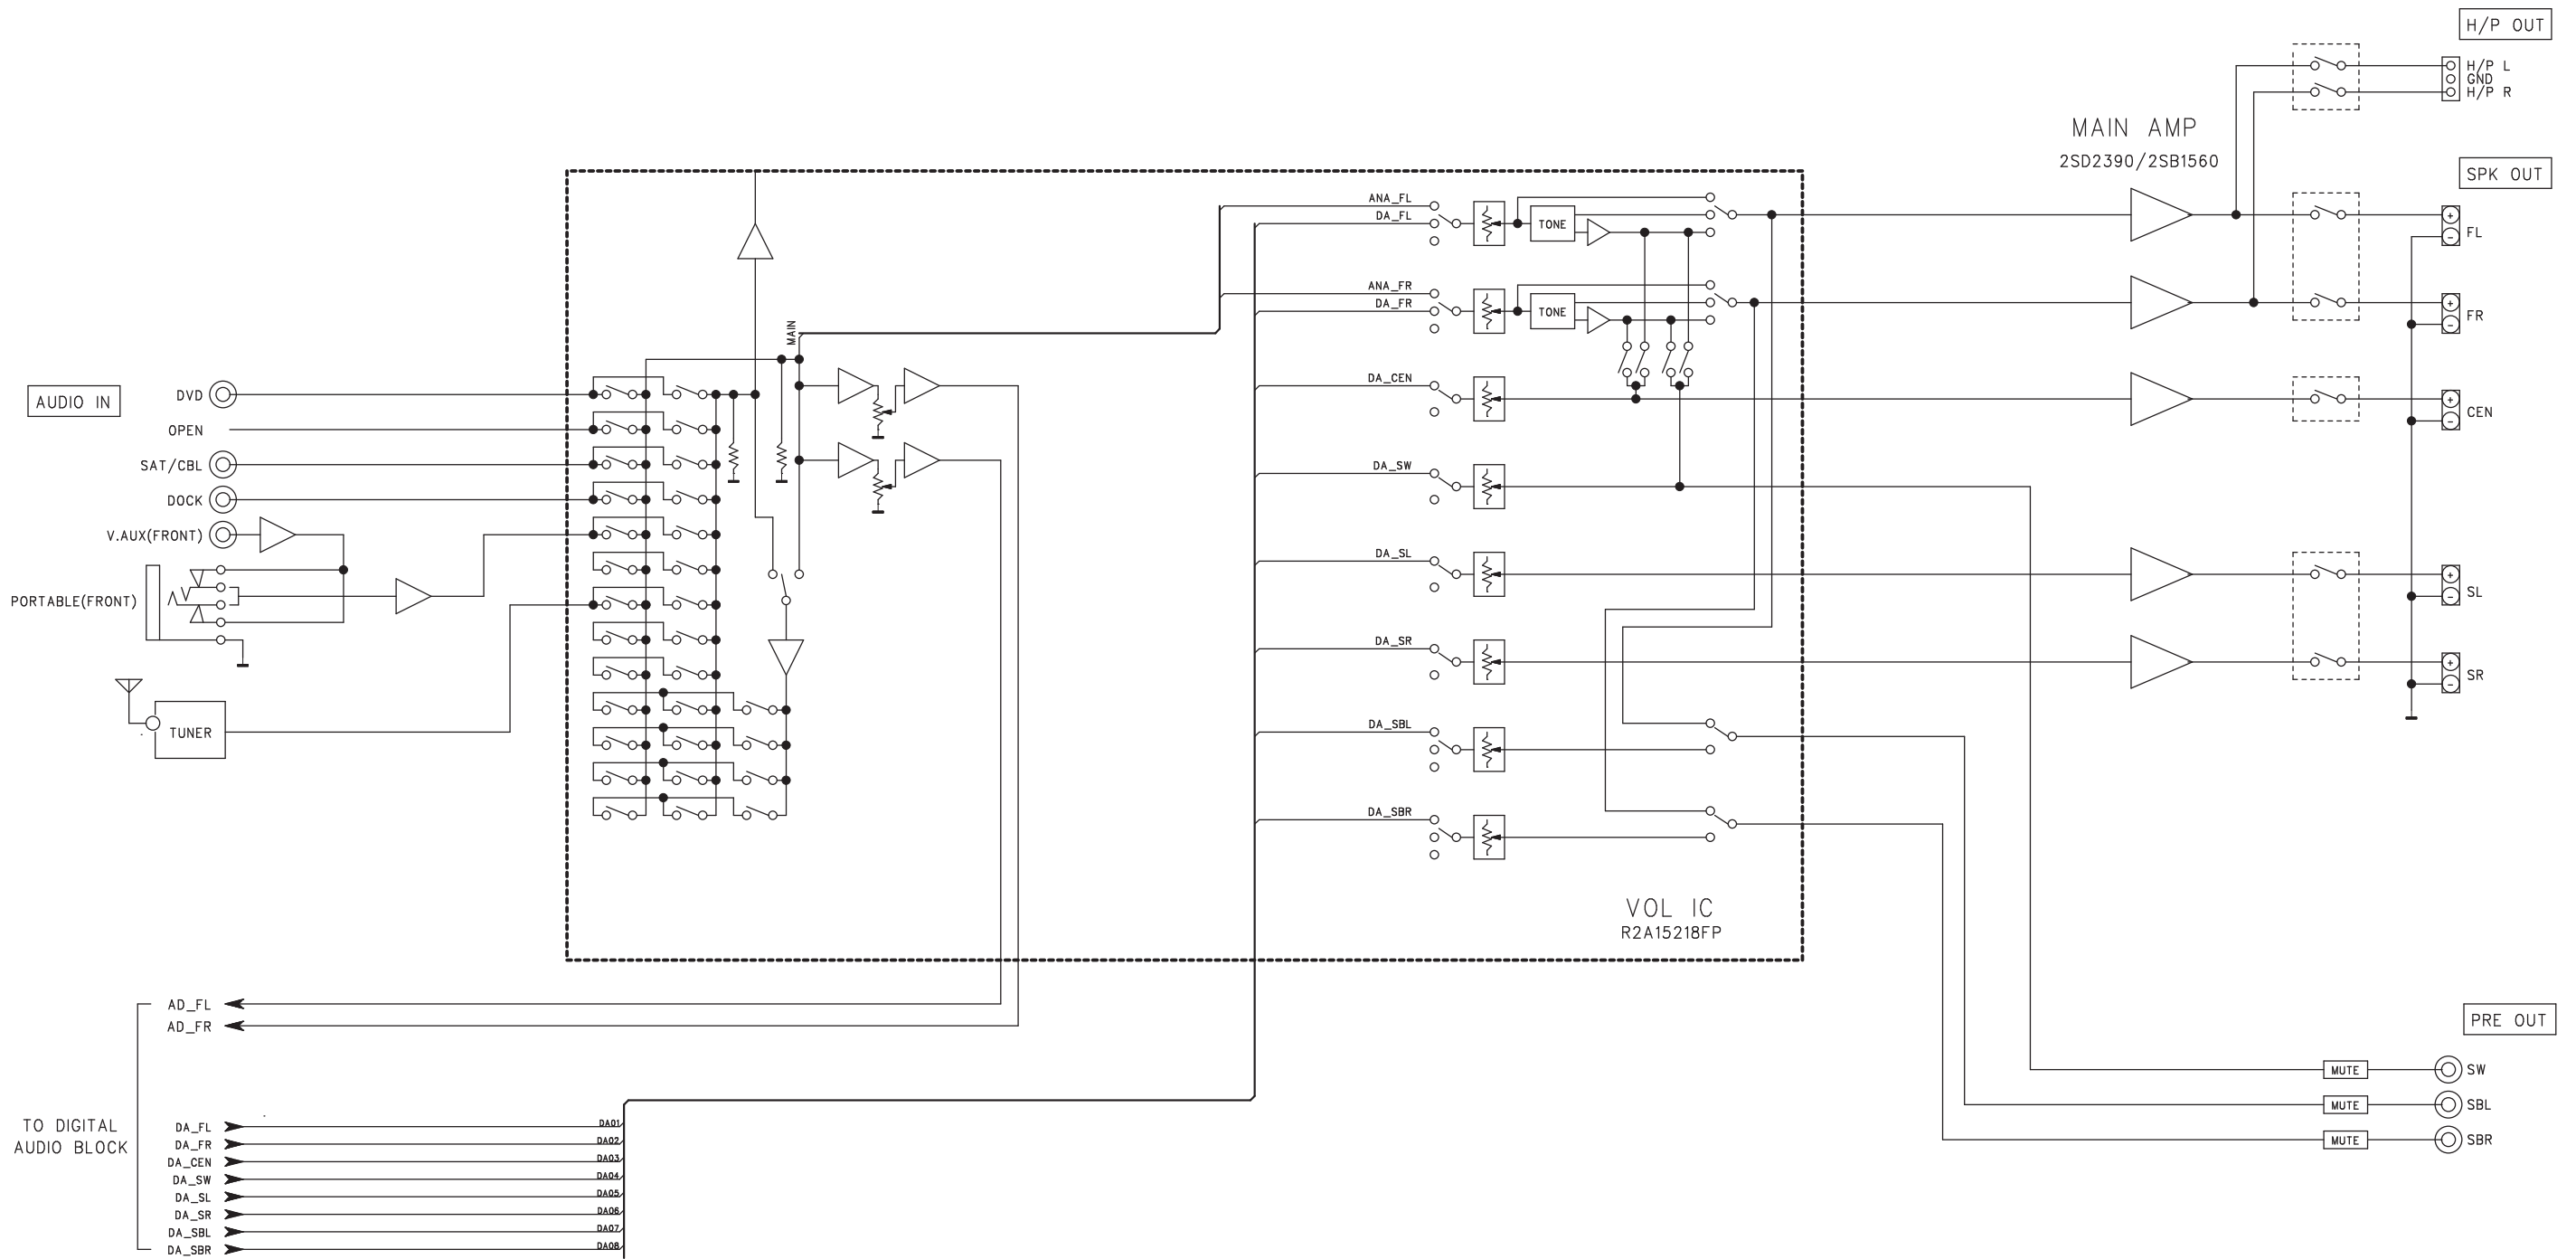 H/P OUT
H/P L
GND
H/P R
MAIN AMP
2SD2390/2SB1560
SPK OUT
ANA_FL
DA_FL
TONE
+
-
FL
ANA_FR
DA_FR
TONE
+
-
FR
MAIN
AUDIO IN
DVD
DA_CEN
+
-
CEN
OPEN
SAT/CBL
DA_SW
DOCK
V.AUX(FRONT)
DA_SL
+
-
SL
PORTABLE(FRONT)
DA_SR
+
-
SR
TUNER
DA_SBL
DA_SBR
VOL IC
R2A15218FP
AD_FL
AD_FR
PRE OUT
MUTE
SW
MUTE
SBL
MUTE
SBR
TO DIGITAL
AUDIO BLOCK
DA_FL
DA01
DA_FR
DA02
DA_CEN
DA03
DA_SW
DA04
DA_SL
DA05
DA_SR
DA06
DA_SBL
DA07
DA_SBR
DA08